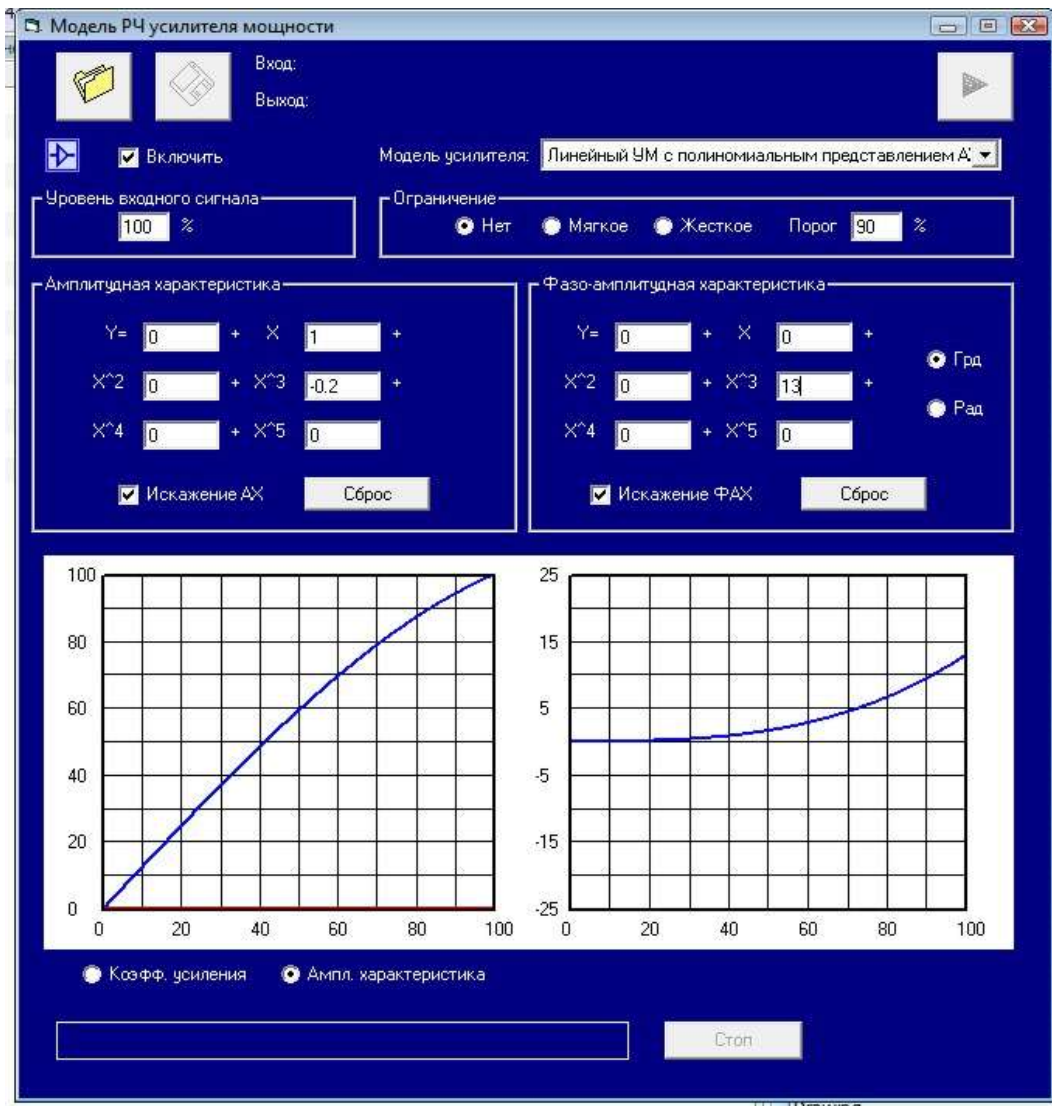 Модель РЧ усилителя мощности
Вход:
Выход:
Включить
Модель усилителя: Линейный УМ с полиномиальным представлением А
Уровень входного сигнала
100 %
Ограничение
Нет Мягкое Жесткое Порог 90 %
Амплитудная характеристика
Y= 0 + X 1 +
X^2 0 + X^3 -0.2 +
X^4 0 + X^5 0
Искажение АХ Сброс
Фазо-амплитудная характеристика
Y= 0 + X 0 +
X^2 0 + X^3 13 +
X^4 0 + X^5 0
Грд
Рад
Искажение ФАХ Сброс
100
80
60
40
20
0
0 20 40 60 80 100
25
15
5
-5
-15
-25
0 20 40 60 80 100
Коэфф. усиления Ампл. характеристика
Стоп